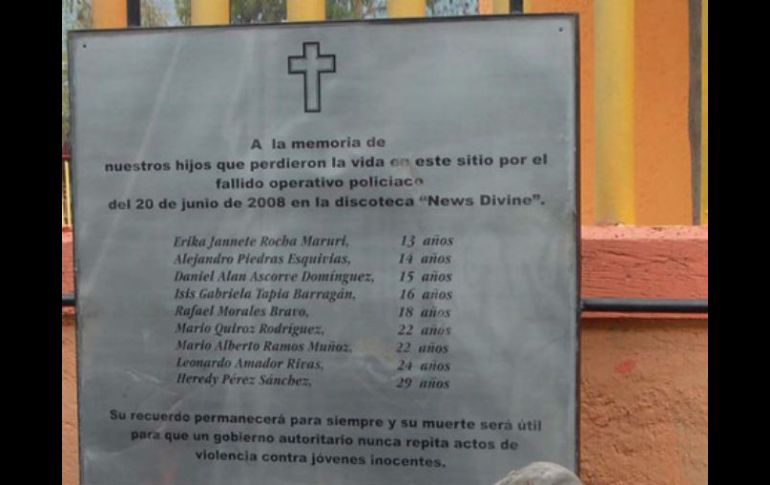 A la memoria de
nuestros hijos que perdieron la vida en este sitio por el
fallido operativo policiaco
del 20 de junio de 2008 en la discoteca “News Divine”.
Erika Jannete Rocha Maruri, 13 años
Alejandro Piedras Esquivias, 14 años
Daniel Alan Ascorve Domínguez, 15 años
Isis Gabriela Tapia Barragán, 16 años
Rafael Morales Bravo, 18 años
Mario Quiroz Rodríguez, 22 años
Mario Alberto Ramos Muñoz, 22 años
Leonardo Amador Rivas, 24 años
Heredy Pérez Sánchez, 29 años
Su recuerdo permanecerá para siempre y su muerte será útil
para que un gobierno autoritario nunca repita actos de
violencia contra jóvenes inocentes.